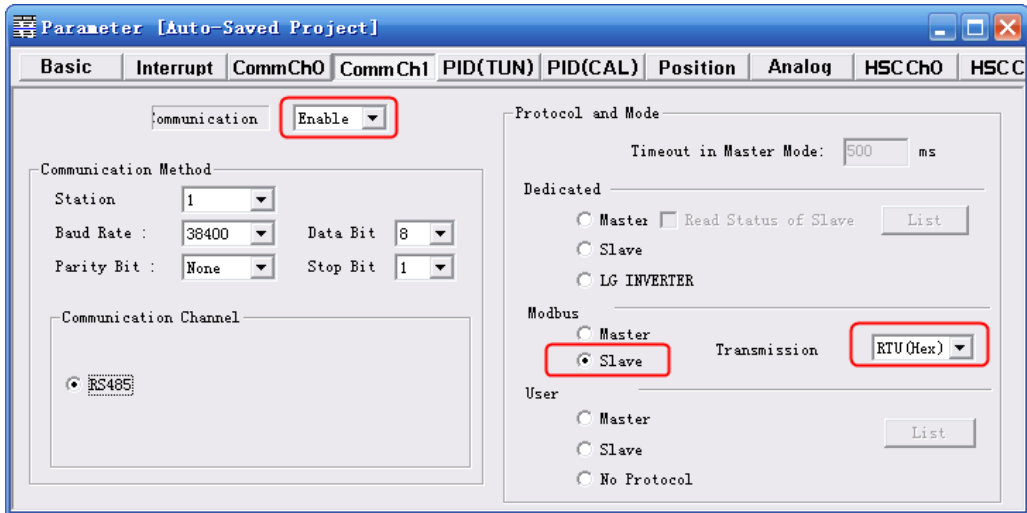 Parameter [Auto-Saved Project]
Basic Interrupt CommCh0 CommCh1 PID(TUN) PID(CAL) Position Analog HSCCh0 HSCC
ommunication Enable
Communication Method
Station 1
Baud Rate : 38400 Data Bit 8
Parity Bit : None Stop Bit 1
Communication Channel
RS485
Protocol and Mode
Timeout in Master Mode: 500 ms
Dedicated
Master Read Status of Slave List
Slave
LG INVERTER
Modbus
Master
Slave
Transmission RTU(Hex)
User
Master
Slave
No Protocol
List